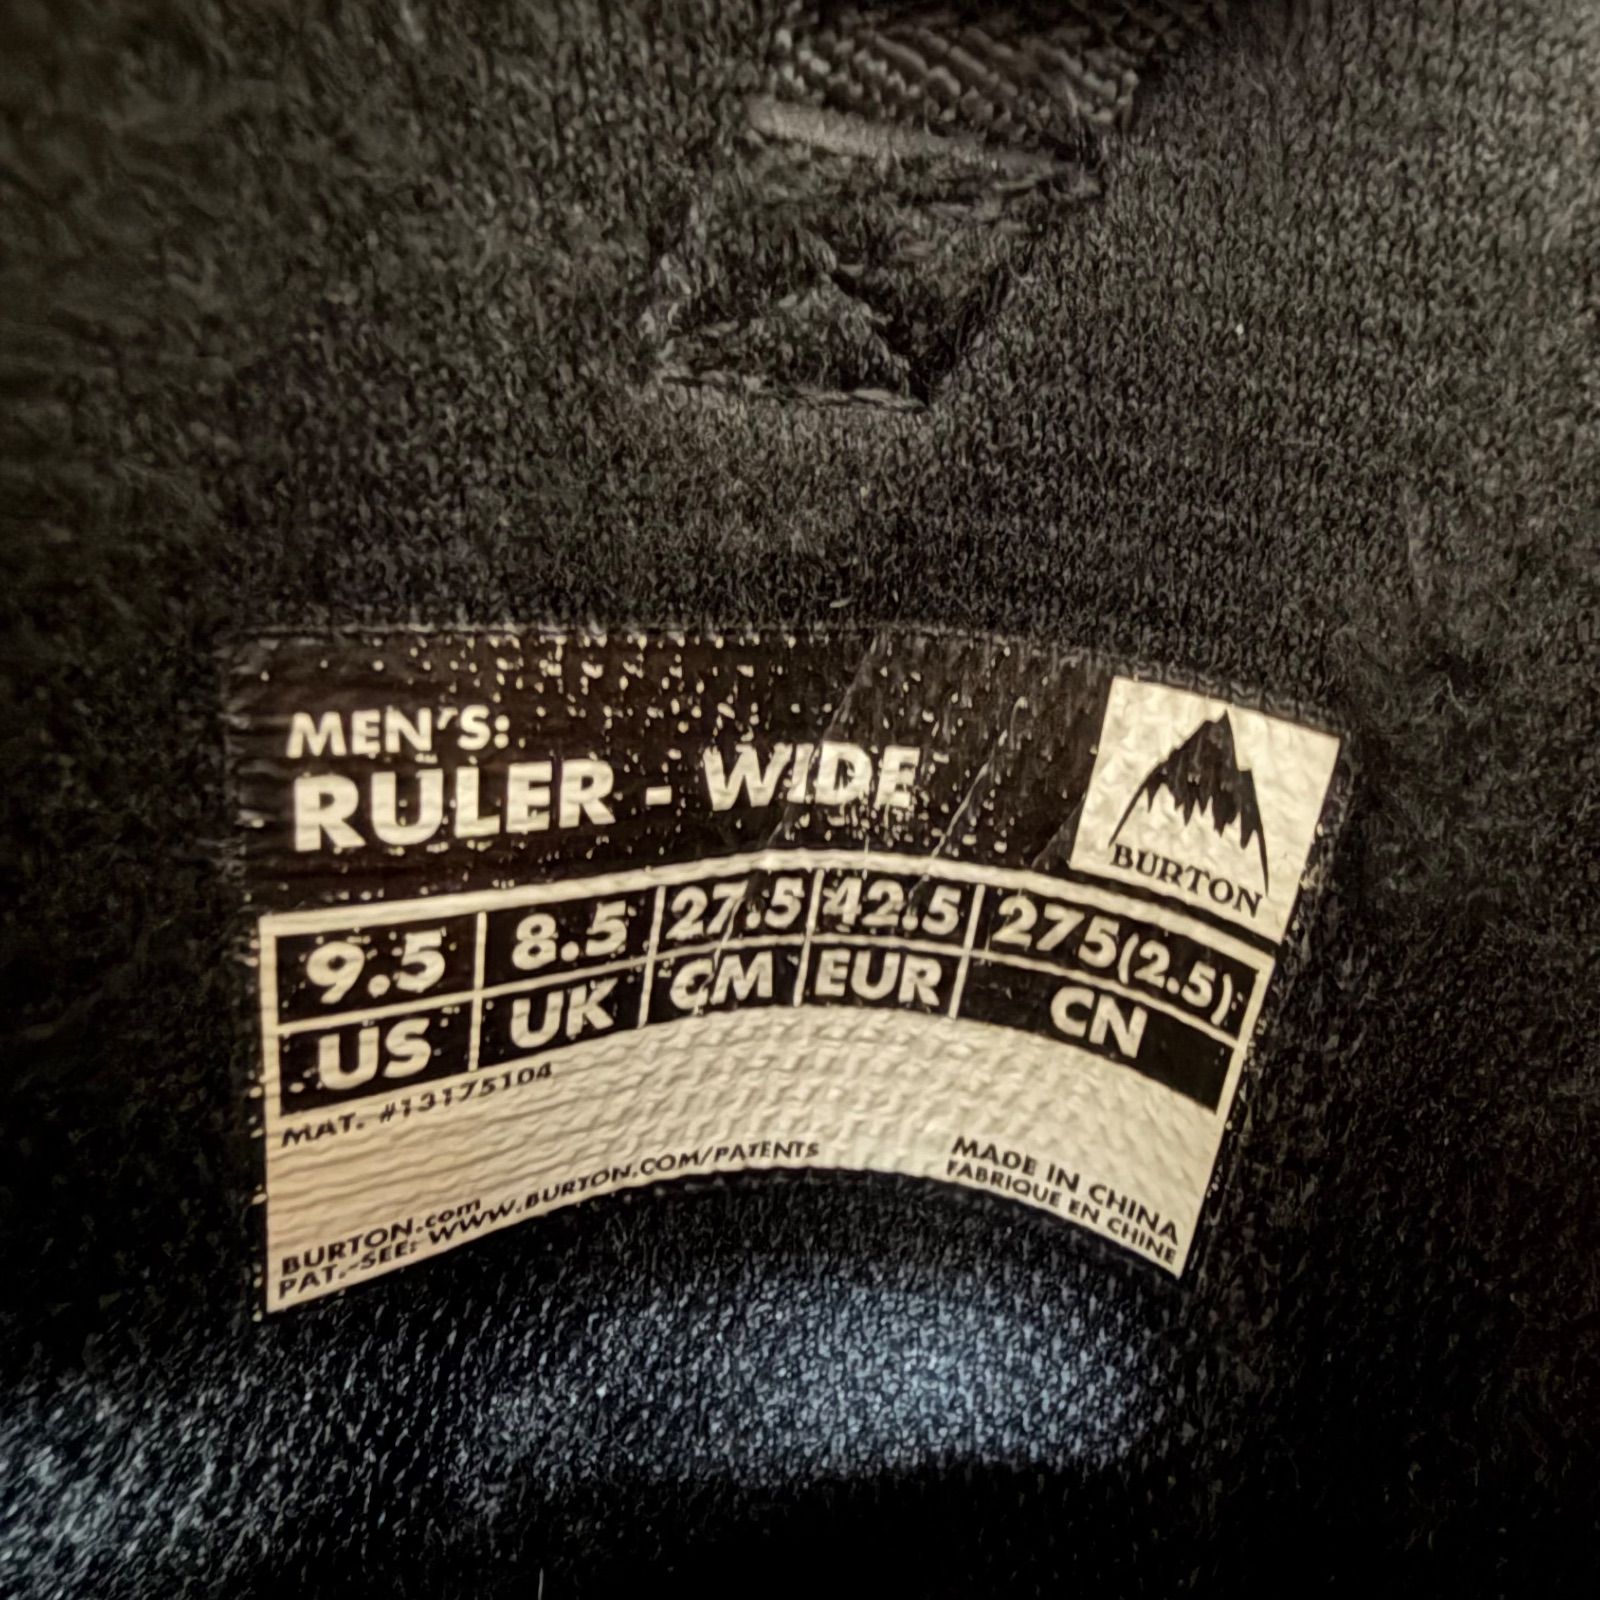 MEN'S:
RULER - WIDE
BURTON
9.5 8.5 27.5 42.5 275(2.5)
US UK CM EUR CN
MAT. #13175104
BURTON.com
PAT.-SEE: WWW.BURTON.COM/PATENTS
MADE IN CHINA
FABRIQUE EN CHINE